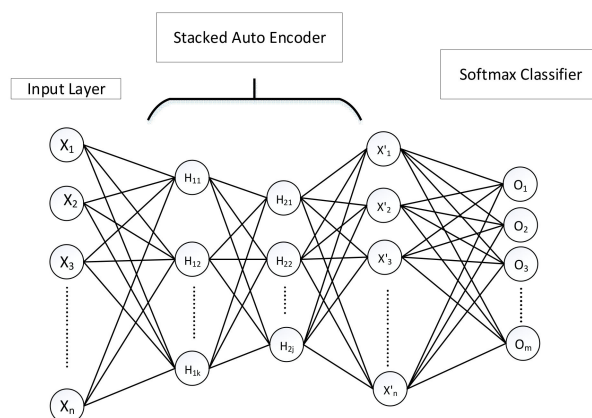 Stacked Auto Encoder
Softmax Classifier
Input Layer
X1
X2
X3
Xn
H11
H12
H1k
H21
H22
H2j
X'1
X'2
X'3
X'n
O1
O2
O3
Om